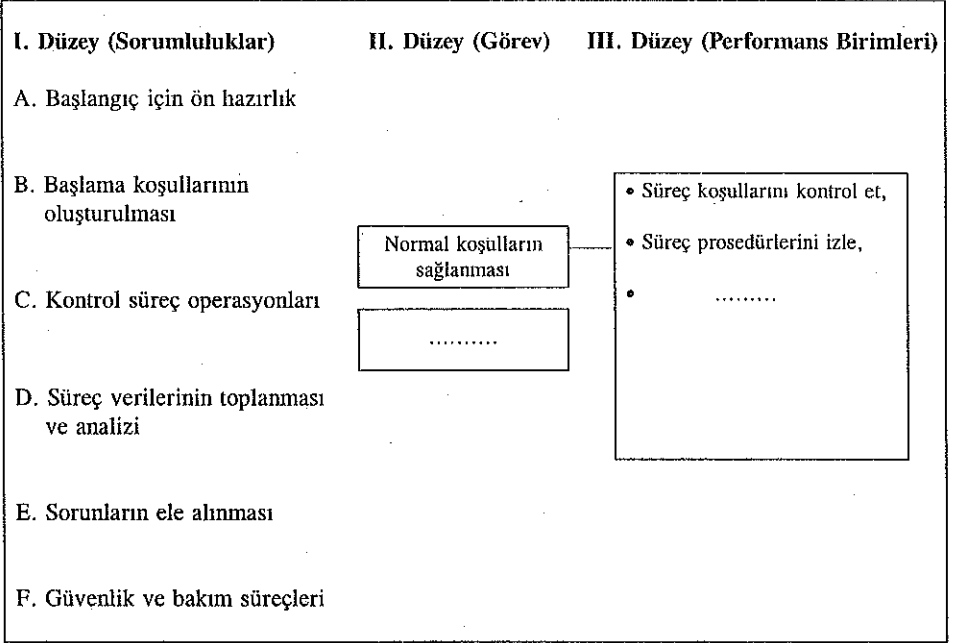 I. Düzey (Sorumluluklar) II. Düzey (Görev) III. Düzey (Performans Birimleri)
A. Başlangıç için ön hazırlık
B. Başlama koşullarının
oluşturulması
C. Kontrol süreç operasyonları
D. Süreç verilerinin toplanması
ve analizi
E. Sorunların ele alınması
F. Güvenlik ve bakım süreçleri
Normal koşulların
sağlanması
..........
• Süreç koşullarını kontrol et,
• Süreç prosedürlerini izle,
• .........